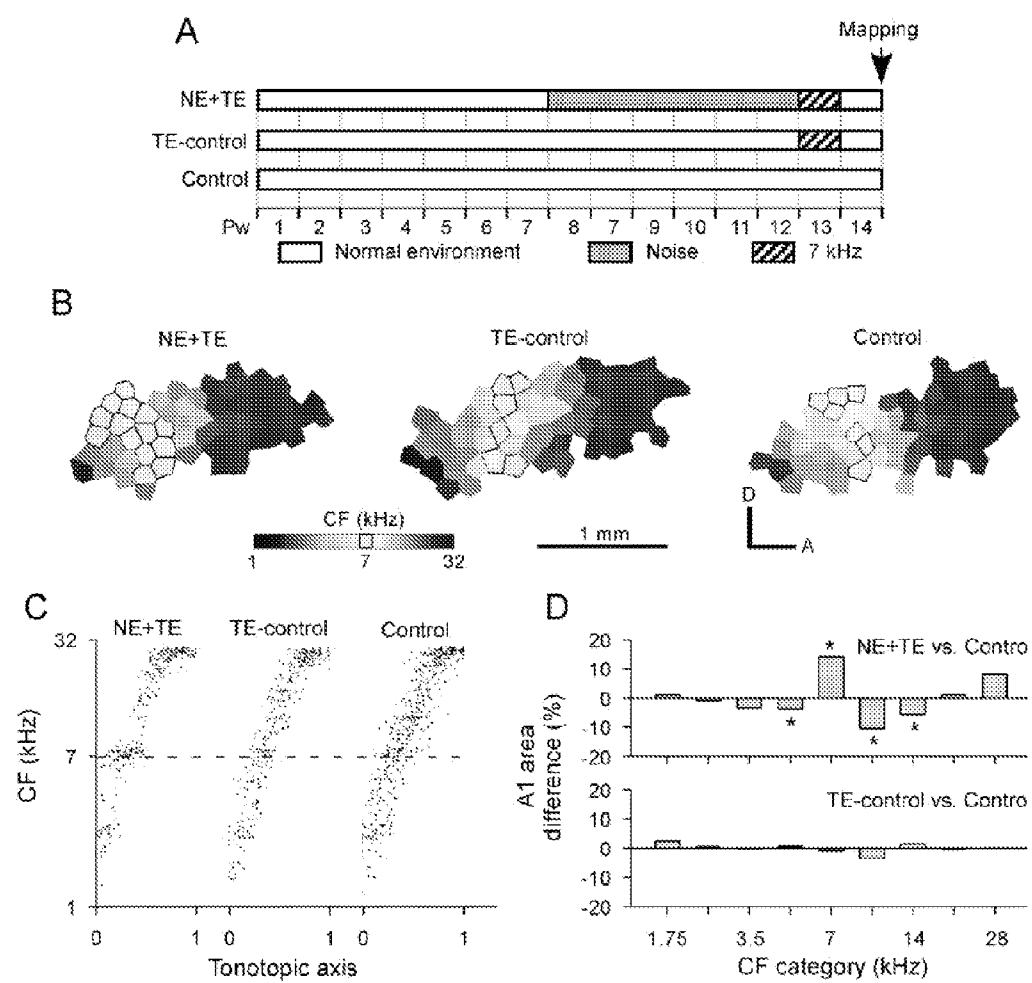 A
Mapping
NE+TE
TE-control
Control
Pw 1 2 3 4 5 6 7 8 7 10 11 12 13 14
Normal environment Noise 7 kHz
B
NE+TE TE-control Control
CF (kHz)
1 7 32
1 mm
D
A
C
NE+TE TE-control Control
32
7
1
CF (kHz)
0 1 0 1 0 1
Tonotopic axis
D
NE+TE vs. Contro
20
10
0
-10
-20
* * * *
A1 area
difference (%)
TE-control vs. Contro
20
10
0
-10
-20
1.75 3.5 7 14 28
CF category (kHz)